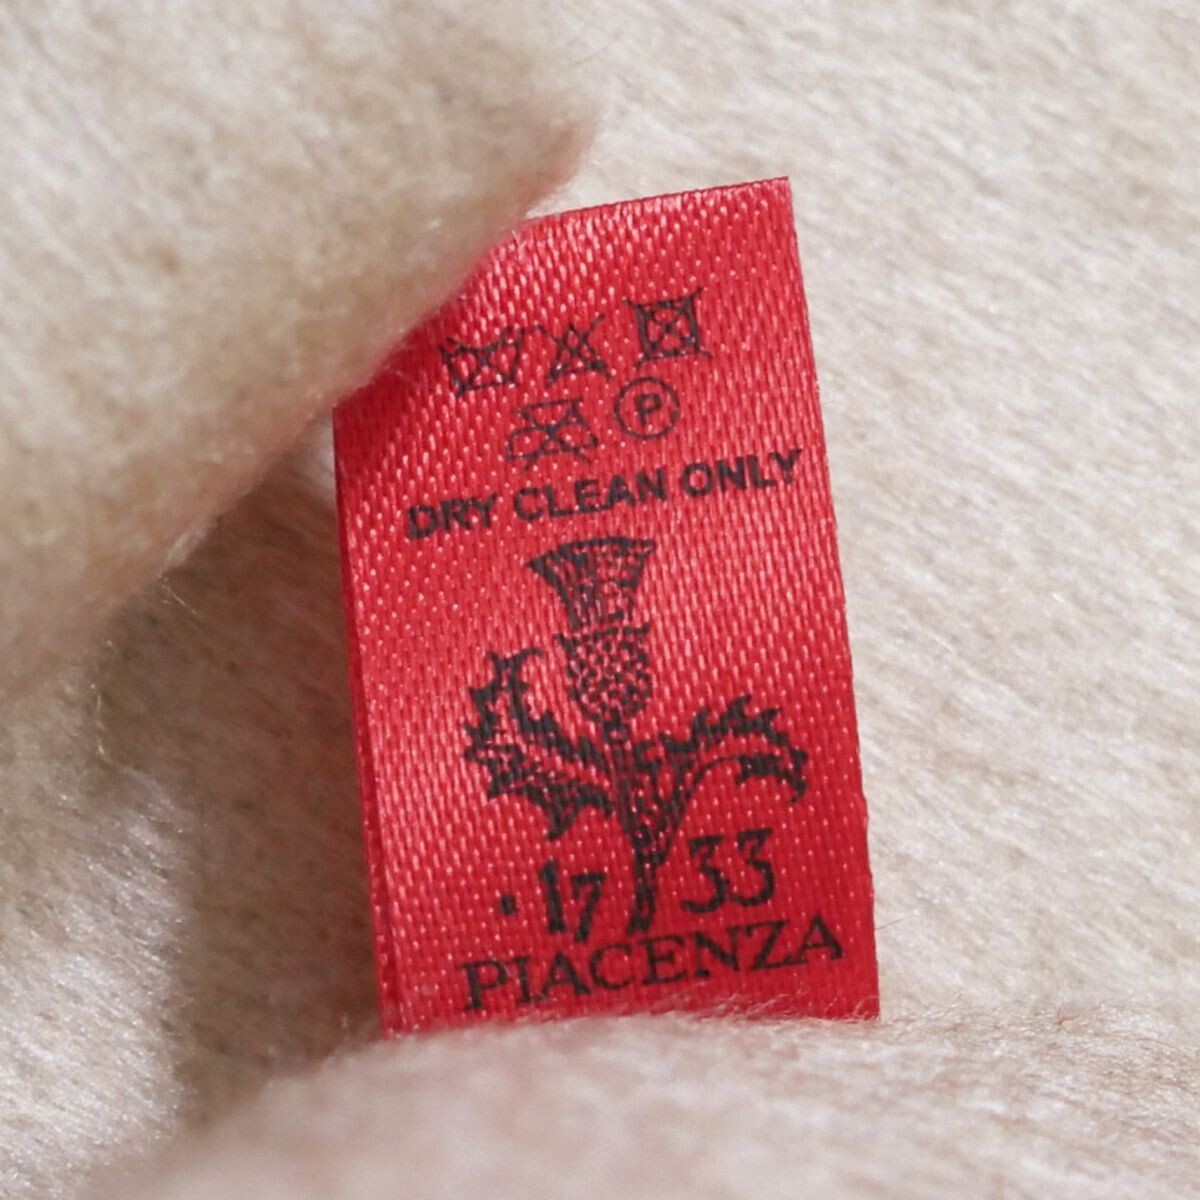 P
DRY CLEAN ONLY
· 17 33
PIACENZA